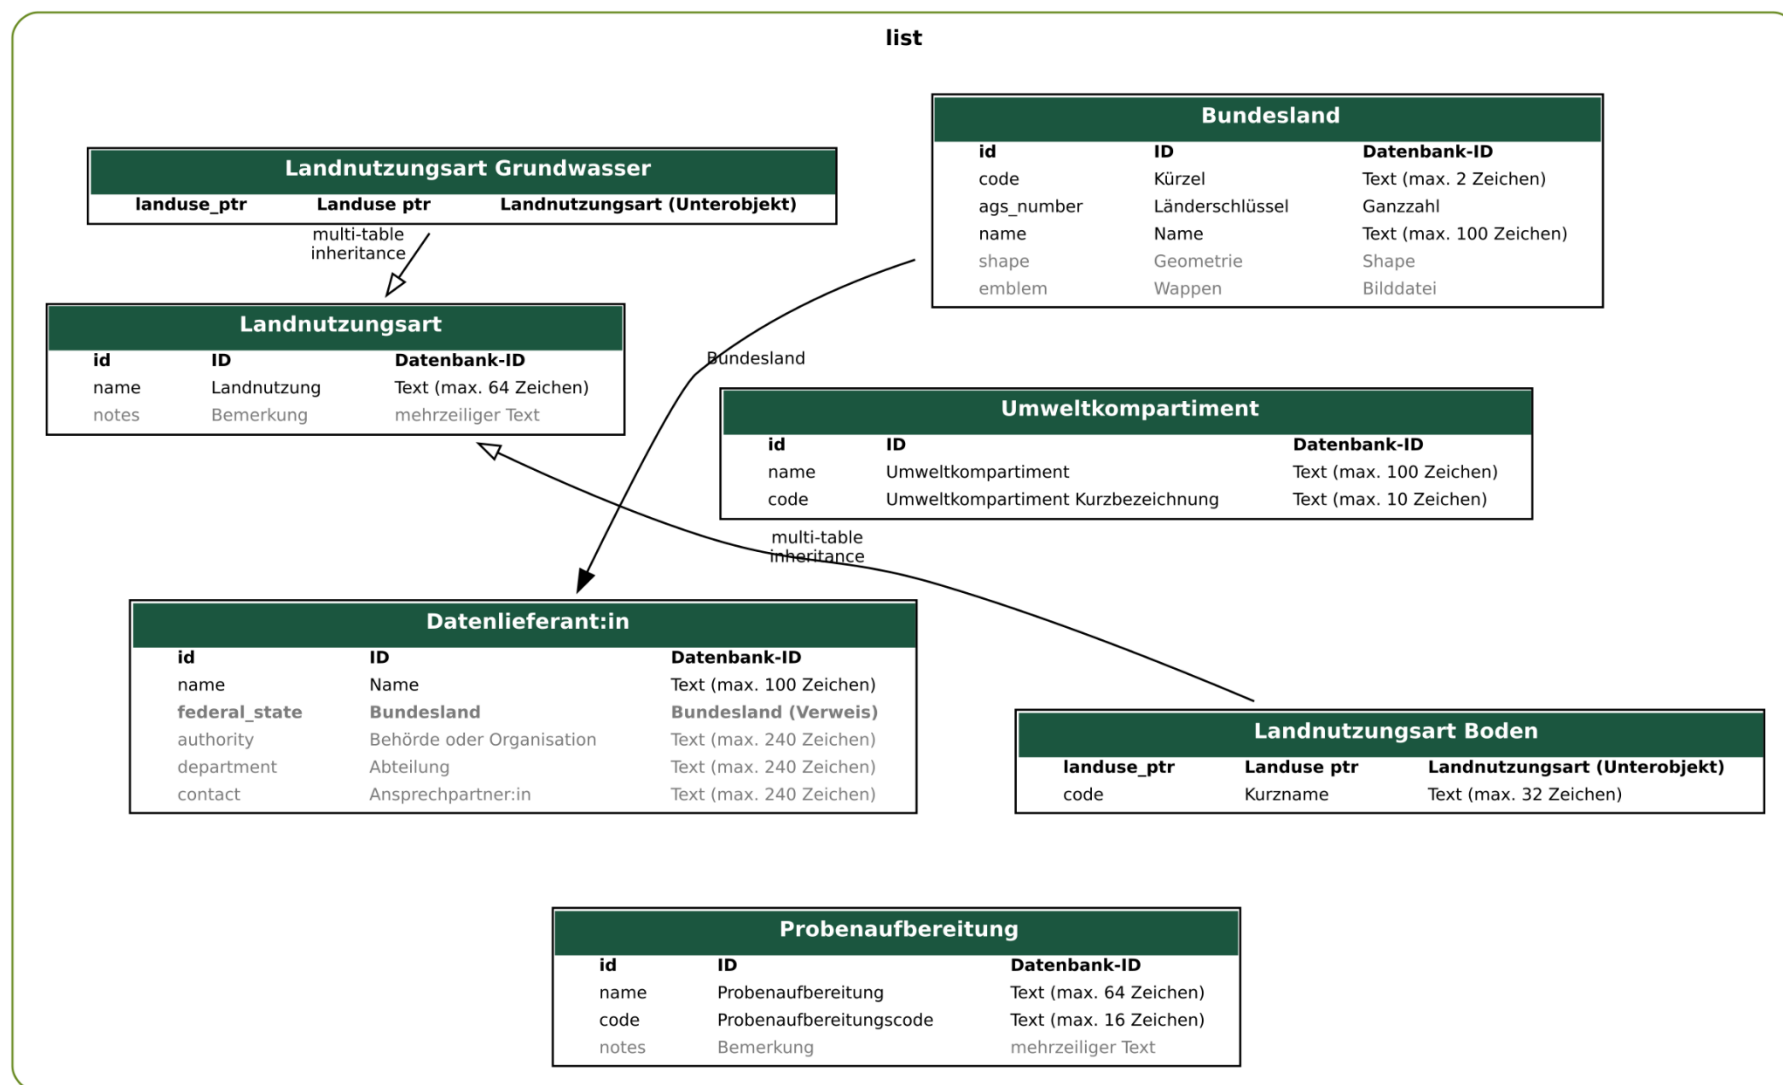 list
Landnutzungsart Grundwasser
landuse_ptr Landuse ptr Landnutzungsart (Unterobjekt)
multi-table
inheritance
Landnutzungsart
id ID Datenbank-ID
name Landnutzung Text (max. 64 Zeichen)
notes Bemerkung mehrzeiliger Text
Bundesland
id ID Datenbank-ID
code Kürzel Text (max. 2 Zeichen)
ags_number Länderschlüssel Ganzzahl
name Name Text (max. 100 Zeichen)
shape Geometrie Shape
emblem Wappen Bilddatei
Bundesland
Umweltkompartiment
id ID Datenbank-ID
name Umweltkompartiment Text (max. 100 Zeichen)
code Umweltkompartiment Kurzbezeichnung Text (max. 10 Zeichen)
multi-table
inheritance
Datenlieferant:in
id ID Datenbank-ID
name Name Text (max. 100 Zeichen)
federal_state Bundesland Bundesland (Verweis)
authority Behörde oder Organisation Text (max. 240 Zeichen)
department Abteilung Text (max. 240 Zeichen)
contact Ansprechpartner:in Text (max. 240 Zeichen)
Landnutzungsart Boden
landuse_ptr Landuse ptr Landnutzungsart (Unterobjekt)
code Kurzname Text (max. 32 Zeichen)
Probenaufbereitung
id ID Datenbank-ID
name Probenaufbereitung Text (max. 64 Zeichen)
code Probenaufbereitungscode Text (max. 16 Zeichen)
notes Bemerkung mehrzeiliger Text